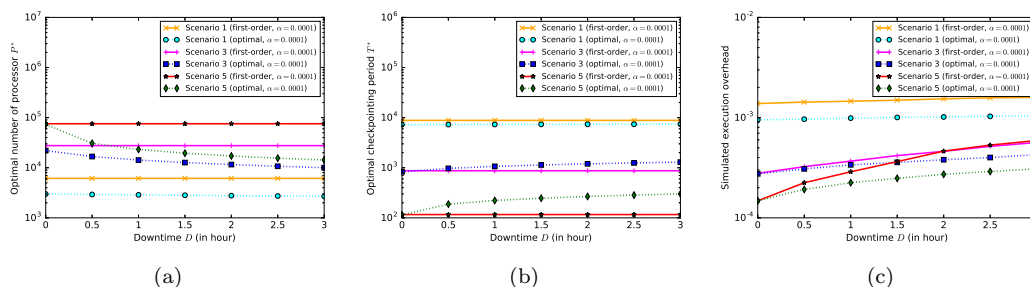 Optimal number of processor P*
10^7
10^6
10^5
10^4
10^3
0
0.5
1
1.5
2
2.5
3
Downtime D (in hour)
Scenario 1 (first-order, α=0.0001)
Scenario 1 (optimal, α=0.0001)
Scenario 3 (first-order, α=0.0001)
Scenario 3 (optimal, α=0.0001)
Scenario 5 (first-order, α=0.0001)
Scenario 5 (optimal, α=0.0001)
(a)
Optimal checkpointing period T*
10^6
10^5
10^4
10^3
10^2
0
0.5
1
1.5
2
2.5
3
Downtime D (in hour)
Scenario 1 (first-order, α=0.0001)
Scenario 1 (optimal, α=0.0001)
Scenario 3 (first-order, α=0.0001)
Scenario 3 (optimal, α=0.0001)
Scenario 5 (first-order, α=0.0001)
Scenario 5 (optimal, α=0.0001)
(b)
Simulated execution overhead
10^-2
10^-3
10^-4
0
0.5
1
1.5
2
2.5
Downtime D (in hour)
Scenario 1 (first-order, α=0.0001)
Scenario 1 (optimal, α=0.0001)
Scenario 3 (first-order, α=0.0001)
Scenario 3 (optimal, α=0.0001)
Scenario 5 (first-order, α=0.0001)
Scenario 5 (optimal, α=0.0001)
(c)